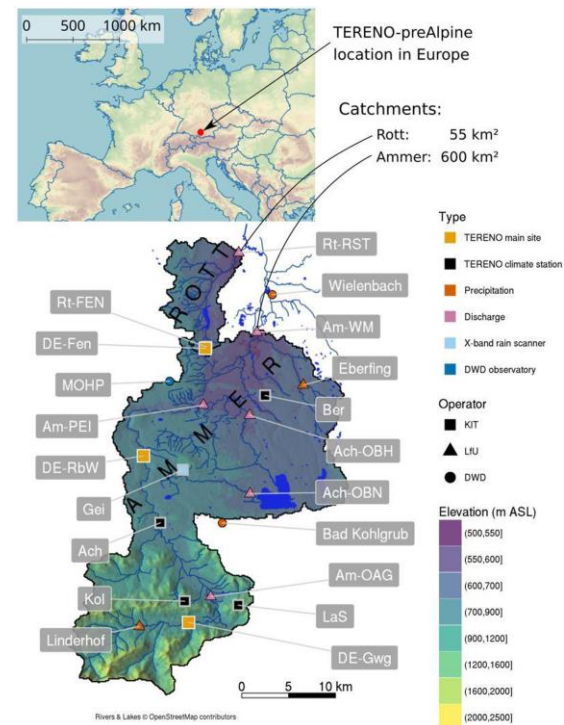 0 500 1000 km
TERENO-preAlpine
location in Europe
Catchments:
Rott: 55 km²
Ammer: 600 km²
Rt-RST
Wielenbach
Rt-FEN
Am-WM
DE-Fen
Eberfing
MOHP
Ber
Am-PEI
Ach-OBH
DE-RbW
Gei
Ach-OBN
Ach
Bad Kohlgrub
Am-OAG
Kol
LaS
Linderhof
DE-Gwg
ROTT
AMMER
0 5 10 km
Rivers & Lakes © OpenStreetMap contributors
Type
TERENO main site
TERENO climate station
Precipitation
Discharge
X-band rain scanner
DWD observatory
Operator
KIT
LfU
DWD
Elevation (m ASL)
(500,550]
(550,600]
(600,700]
(700,900]
(900,1200]
(1200,1600]
(1600,2000]
(2000,2500]